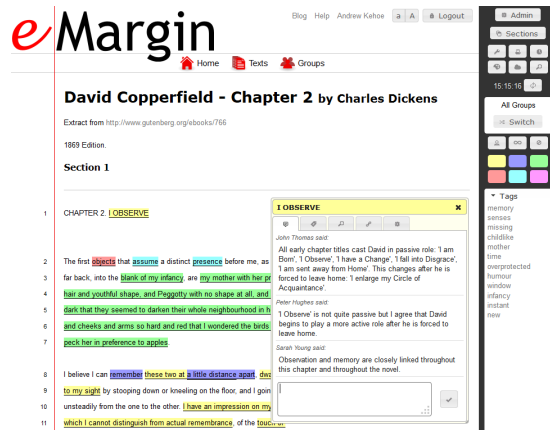 eMargin
Blog Help Andrew Kehoe a A Logout
Home Texts Groups
David Copperfield - Chapter 2 by Charles Dickens
Extract from http://www.gutenberg.org/ebooks/766
1869 Edition.
Section 1
1 CHAPTER 2. I OBSERVE
2 The first objects that assume a distinct presence before me, as
3 far back, into the blank of my infancy, are my mother with her pr
4 hair and youthful shape, and Peggotty with no shape at all, and
5 dark that they seemed to darken their whole neighbourhood in h
6 and cheeks and arms so hard and red that I wondered the birds
7 peck her in preference to apples.
8 I believe I can remember these two at a little distance apart, dwa
9 to my sight by stooping down or kneeling on the floor, and I goin
10 unsteadily from the one to the other. I have an impression on my
11 which I cannot distinguish from actual remembrance, of the touch of
I OBSERVE
John Thomas said:
All early chapter titles cast David in passive role: 'I am
Born', 'I Observe', 'I have a Change', 'I fall into Disgrace',
'I am sent away from Home'. This changes after he is
forced to leave home: 'I enlarge my Circle of
Acquaintance'.
Peter Hughes said:
'I Observe' is not quite passive but I agree that David
begins to play a more active role after he is forced to
leave home.
Sarah Young said:
Observation and memory are closely linked throughout
this chapter and throughout the novel.
Admin
Sections
15:15:16
All Groups
Switch
Tags
memory
senses
missing
childlike
mother
time
overprotected
humour
window
infancy
instant
new